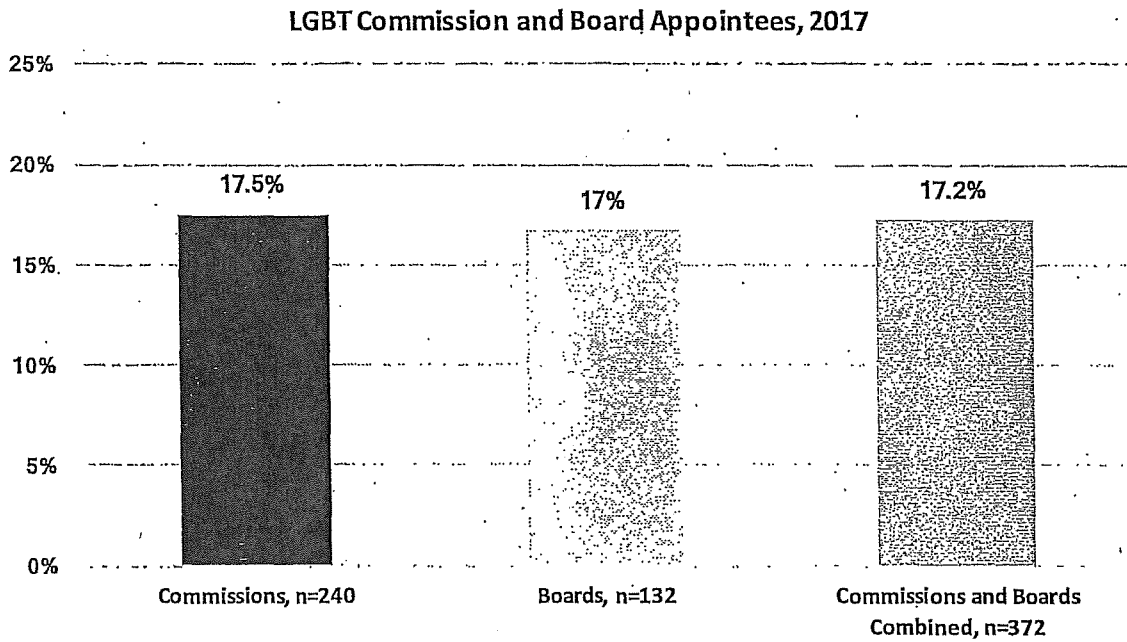 LGBT Commission and Board Appointees, 2017
25%
20%
17.5%
17%
17.2%
15%
10%
5%
0%
Commissions, n=240
Boards, n=132
Commissions and Boards
Combined, n=372